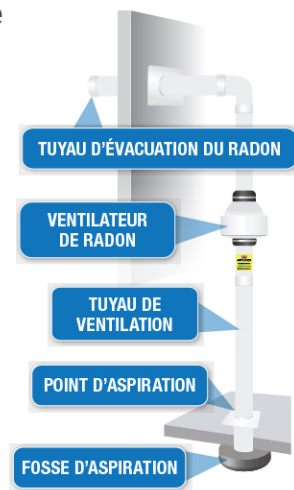 e
TUYAU D'ÉVACUATION DU RADON
VENTILATEUR
DE RADON
TUYAU DE
VENTILATION
POINT D'ASPIRATION
FOSSE D'ASPIRATION